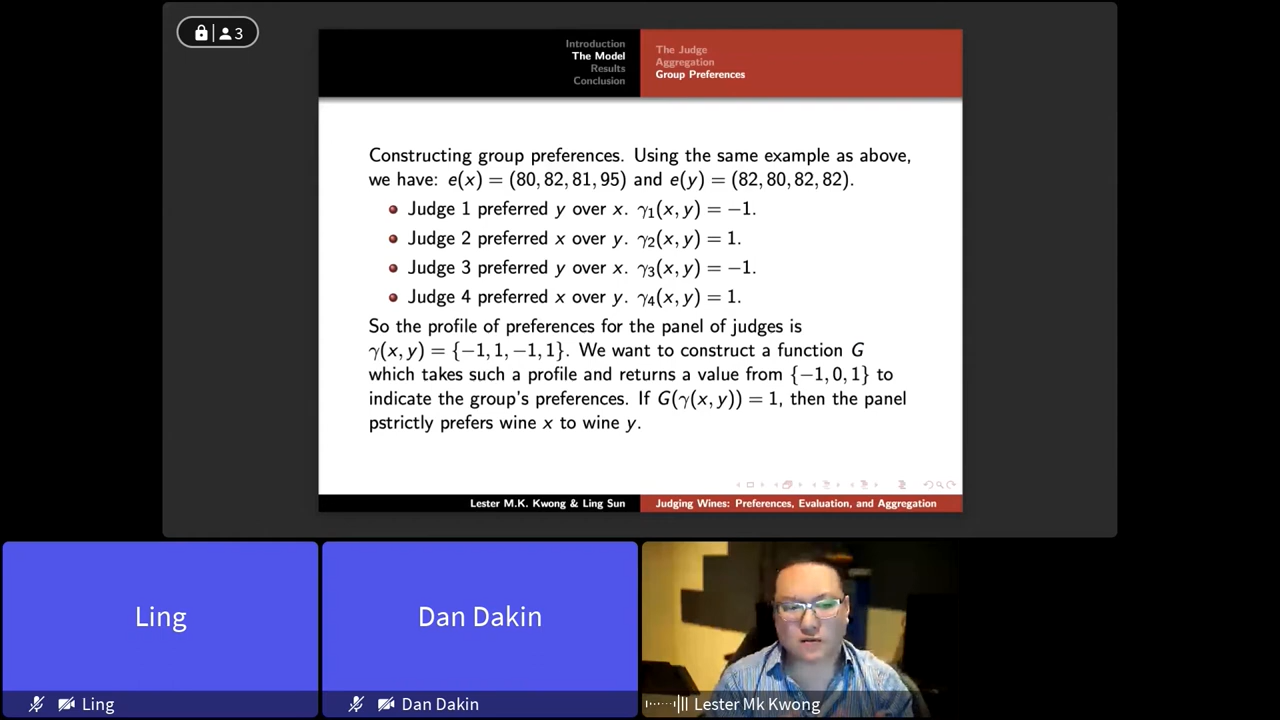 3
Introduction
The Model
Results
Conclusion
The Judge
Aggregation
Group Preferences
Constructing group preferences. Using the same example as above,
we have: e(x) = (80, 82, 81, 95) and e(y) = (82, 80, 82, 82).
Judge 1 preferred y over x. γ₁(x, y) = −1.
Judge 2 preferred x over y. γ₂(x, y) = 1.
Judge 3 preferred y over x. γ₃(x, y) = −1.
Judge 4 preferred x over y. γ₄(x, y) = 1.
So the profile of preferences for the panel of judges is
γ(x, y) = {−1, 1, −1, 1}. We want to construct a function G
which takes such a profile and returns a value from {−1, 0, 1} to
indicate the group's preferences. If G(γ(x, y)) = 1, then the panel
pstrictly prefers wine x to wine y.
Lester M.K. Kwong & Ling Sun
Judging Wines: Preferences, Evaluation, and Aggregation
Ling
Dan Dakin
Ling
Dan Dakin
Lester Mk Kwong